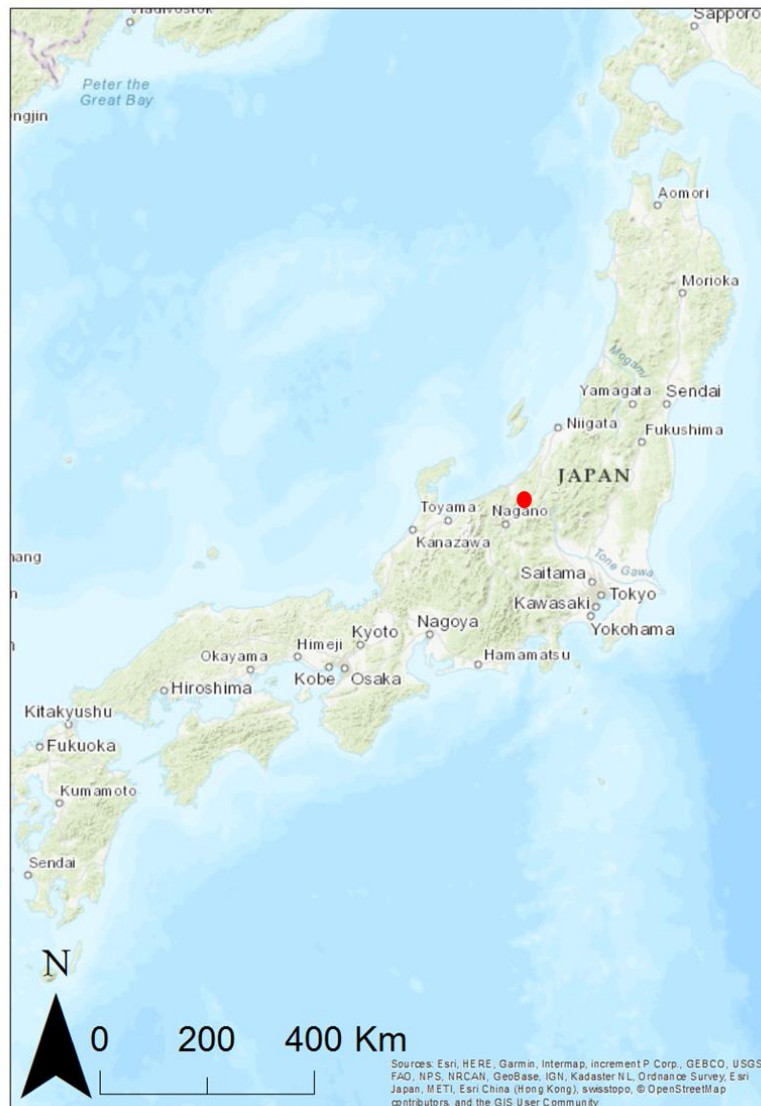 Vladivostok
Sapporo
Peter the
Great Bay
ngjin
Aomori
Morioka
Mogami
Yamagata
Sendai
Niigata
Fukushima
JAPAN
Toyama
Nagano
Kanazawa
ang
Tone Gawa
Saitama
Tokyo
Kawasaki
Yokohama
Nagoya
Kyoto
Himeji
Hamamatsu
Okayama
Kobe
Osaka
Hiroshima
Kitakyushu
Fukuoka
Kumamoto
Sendai
N
0 200 400 Km
Sources: Esri, HERE, Garmin, Intermap, increment P Corp., GEBCO, USGS
FAO, NPS, NRCAN, GeoBase, IGN, Kadaster NL, Ordnance Survey, Esri
Japan, METI, Esri China (Hong Kong), swisstopo, © OpenStreetMap
contributors, and the GIS User Community